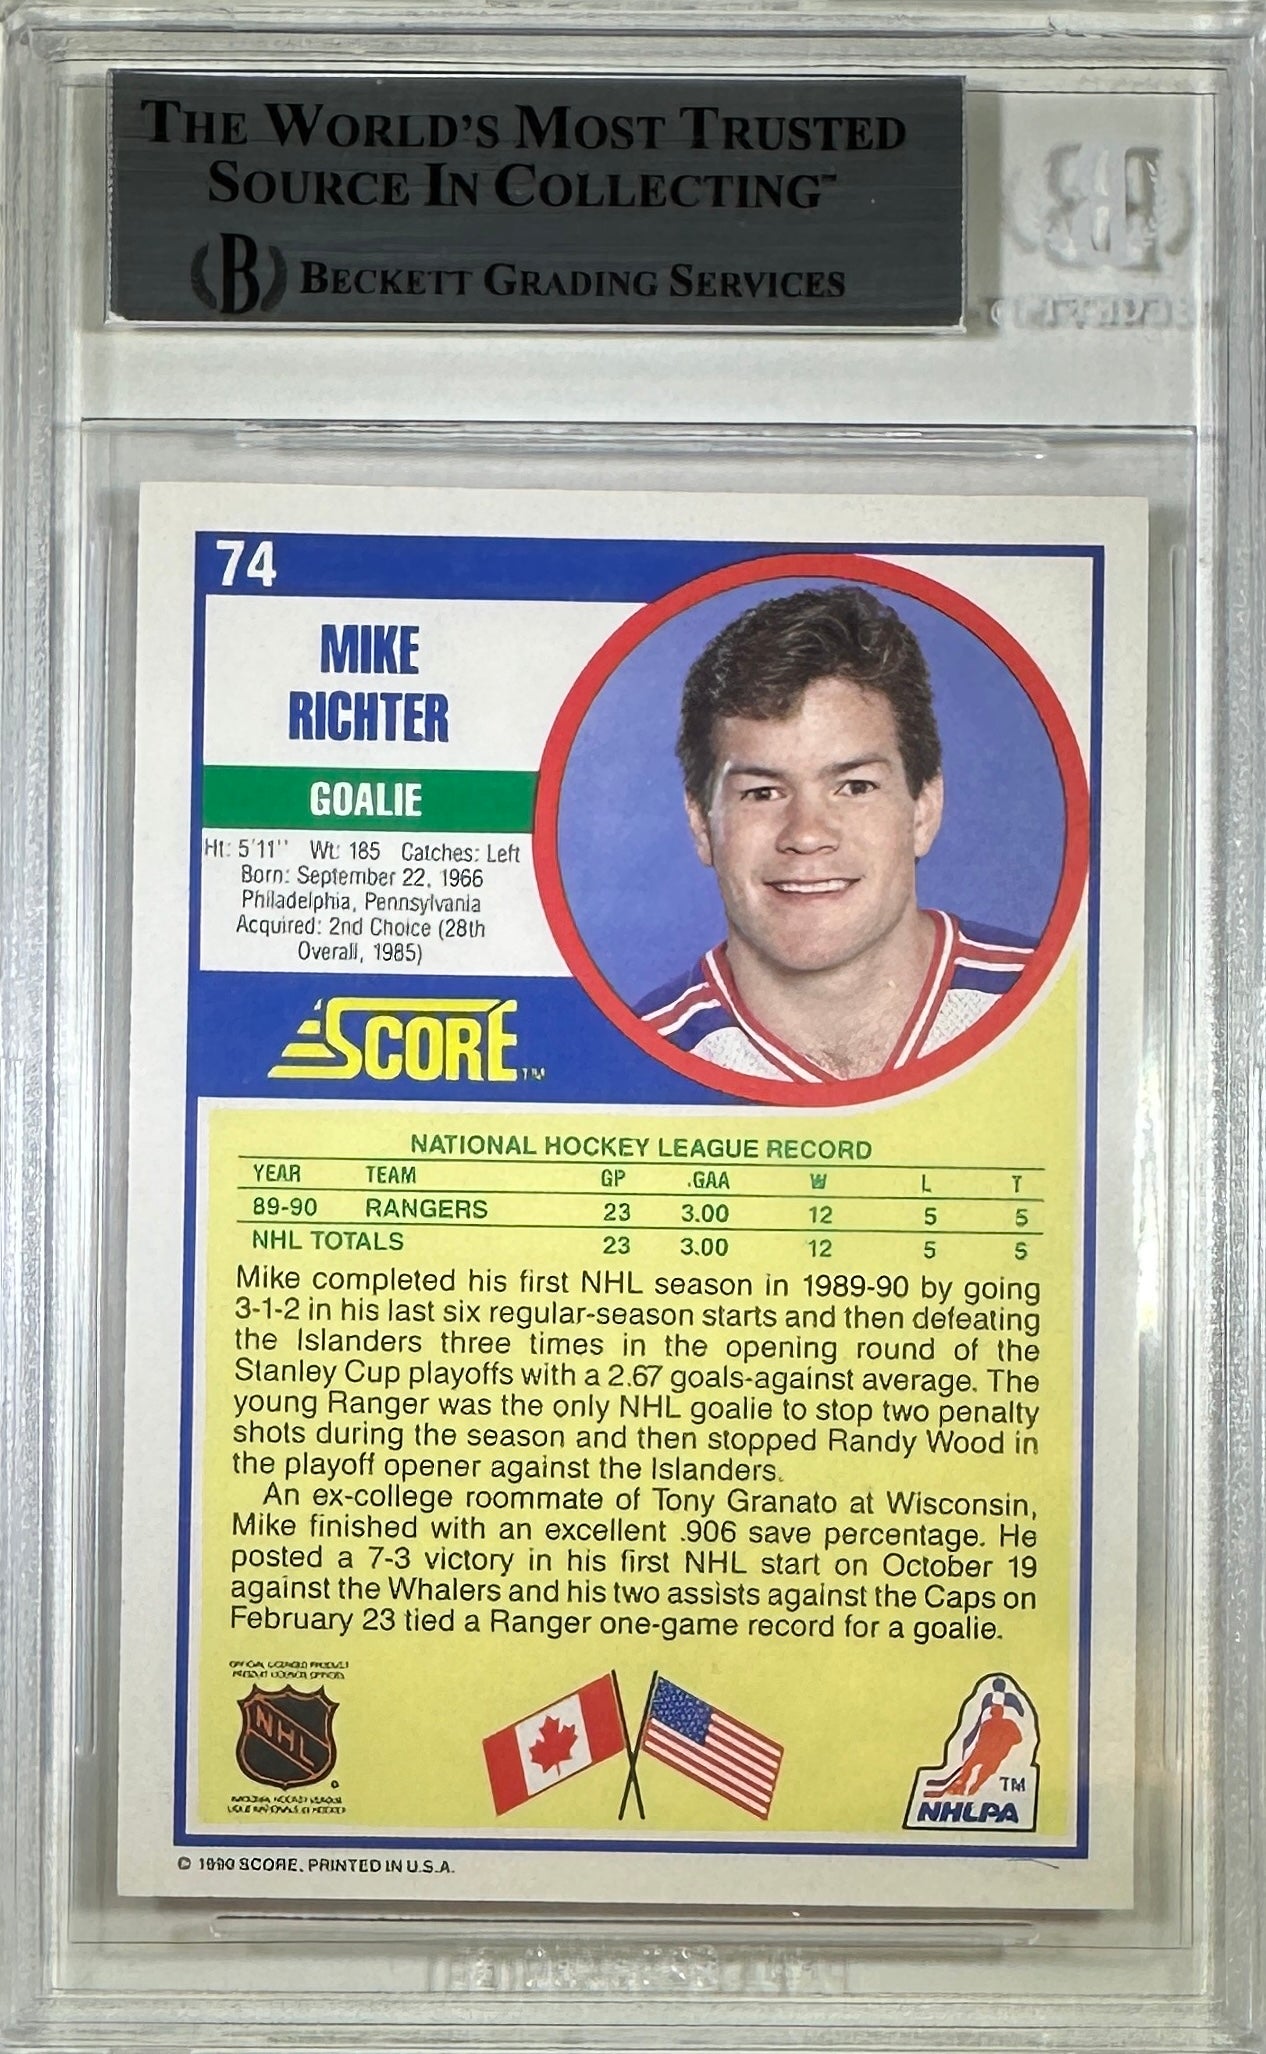 THE WORLD'S MOST TRUSTED
SOURCE IN COLLECTING™
B BECKETT GRADING SERVICES
74
MIKE
RICHTER
GOALIE
Ht: 5'11'' Wt: 185 Catches: Left
Born: September 22, 1966
Philadelphia, Pennsylvania
Acquired: 2nd Choice (28th
Overall, 1985)
SCORE™
NATIONAL HOCKEY LEAGUE RECORD
YEAR TEAM GP .GAA W L T
89-90 RANGERS 23 3.00 12 5 5
NHL TOTALS 23 3.00 12 5 5
Mike completed his first NHL season in 1989-90 by going
3-1-2 in his last six regular-season starts and then defeating
the Islanders three times in the opening round of the
Stanley Cup playoffs with a 2.67 goals-against average. The
young Ranger was the only NHL goalie to stop two penalty
shots during the season and then stopped Randy Wood in
the playoff opener against the Islanders.
An ex-college roommate of Tony Granato at Wisconsin,
Mike finished with an excellent .906 save percentage. He
posted a 7-3 victory in his first NHL start on October 19
against the Whalers and his two assists against the Caps on
February 23 tied a Ranger one-game record for a goalie.
NHL
TM
NHLPA
© 1990 SCORE, PRINTED IN U.S.A.